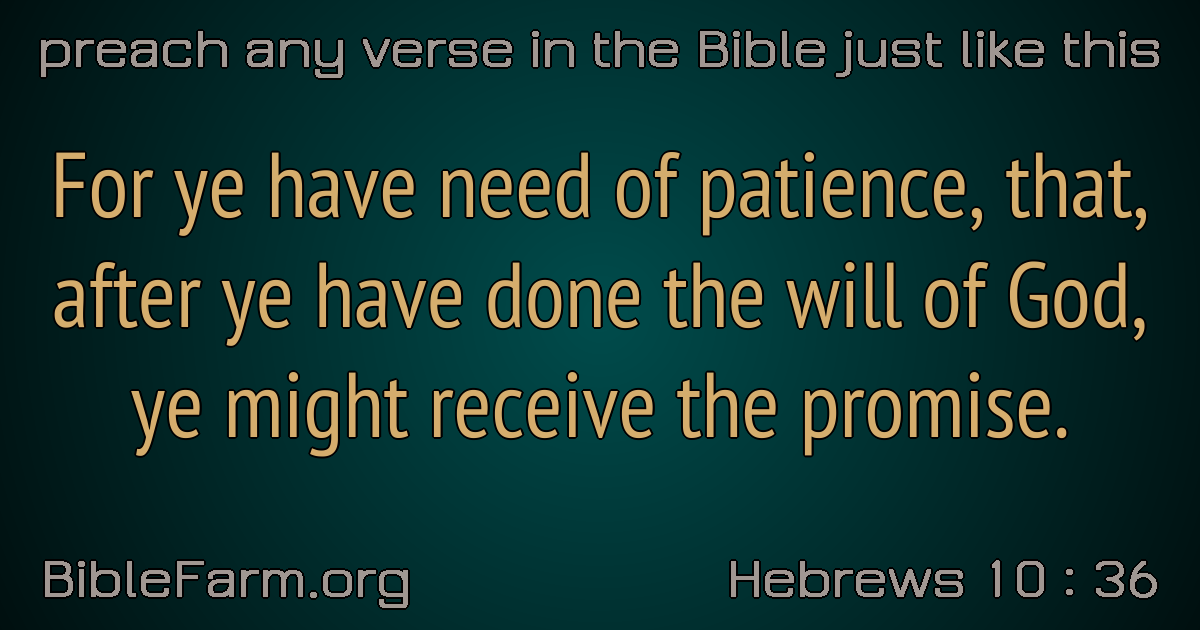 preach any verse in the Bible just like this
For ye have need of patience, that,
after ye have done the will of God,
ye might receive the promise.
BibleFarm.org
Hebrews 10 : 36